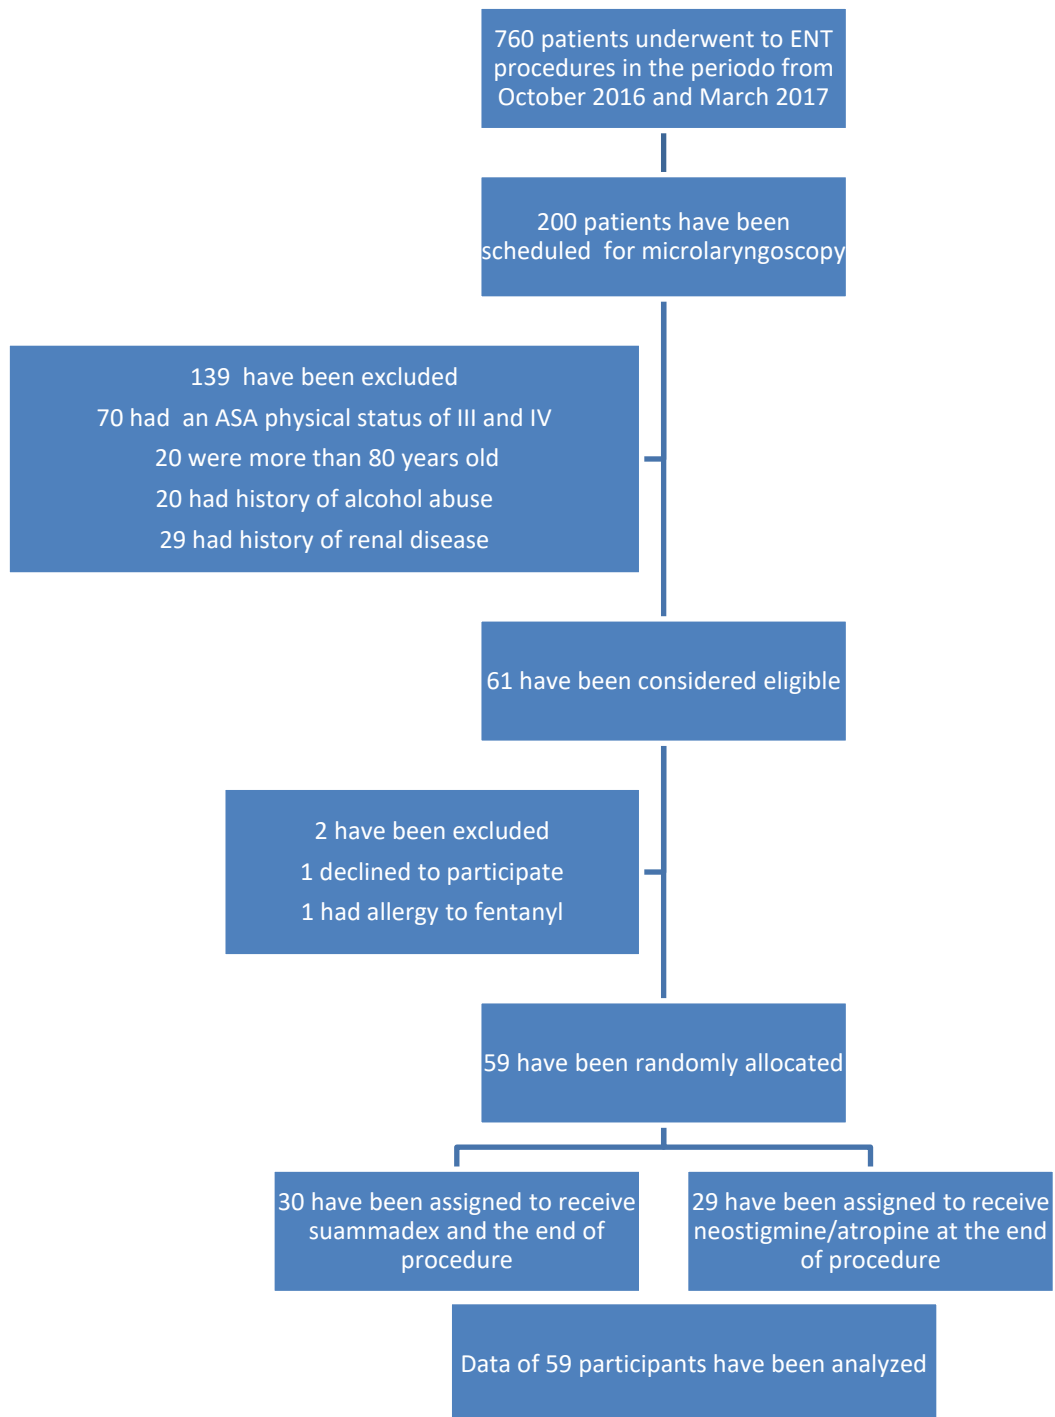 760 patients underwent to ENT
procedures in the periodo from
October 2016 and March 2017
200 patients have been
scheduled for microlaryngoscopy
139 have been excluded
70 had an ASA physical status of III and IV
20 were more than 80 years old
20 had history of alcohol abuse
29 had history of renal disease
61 have been considered eligible
2 have been excluded
1 declined to participate
1 had allergy to fentanyl
59 have been randomly allocated
30 have been assigned to receive
suammadex and the end of
procedure
29 have been assigned to receive
neostigmine/atropine at the end
of procedure
Data of 59 participants have been analyzed